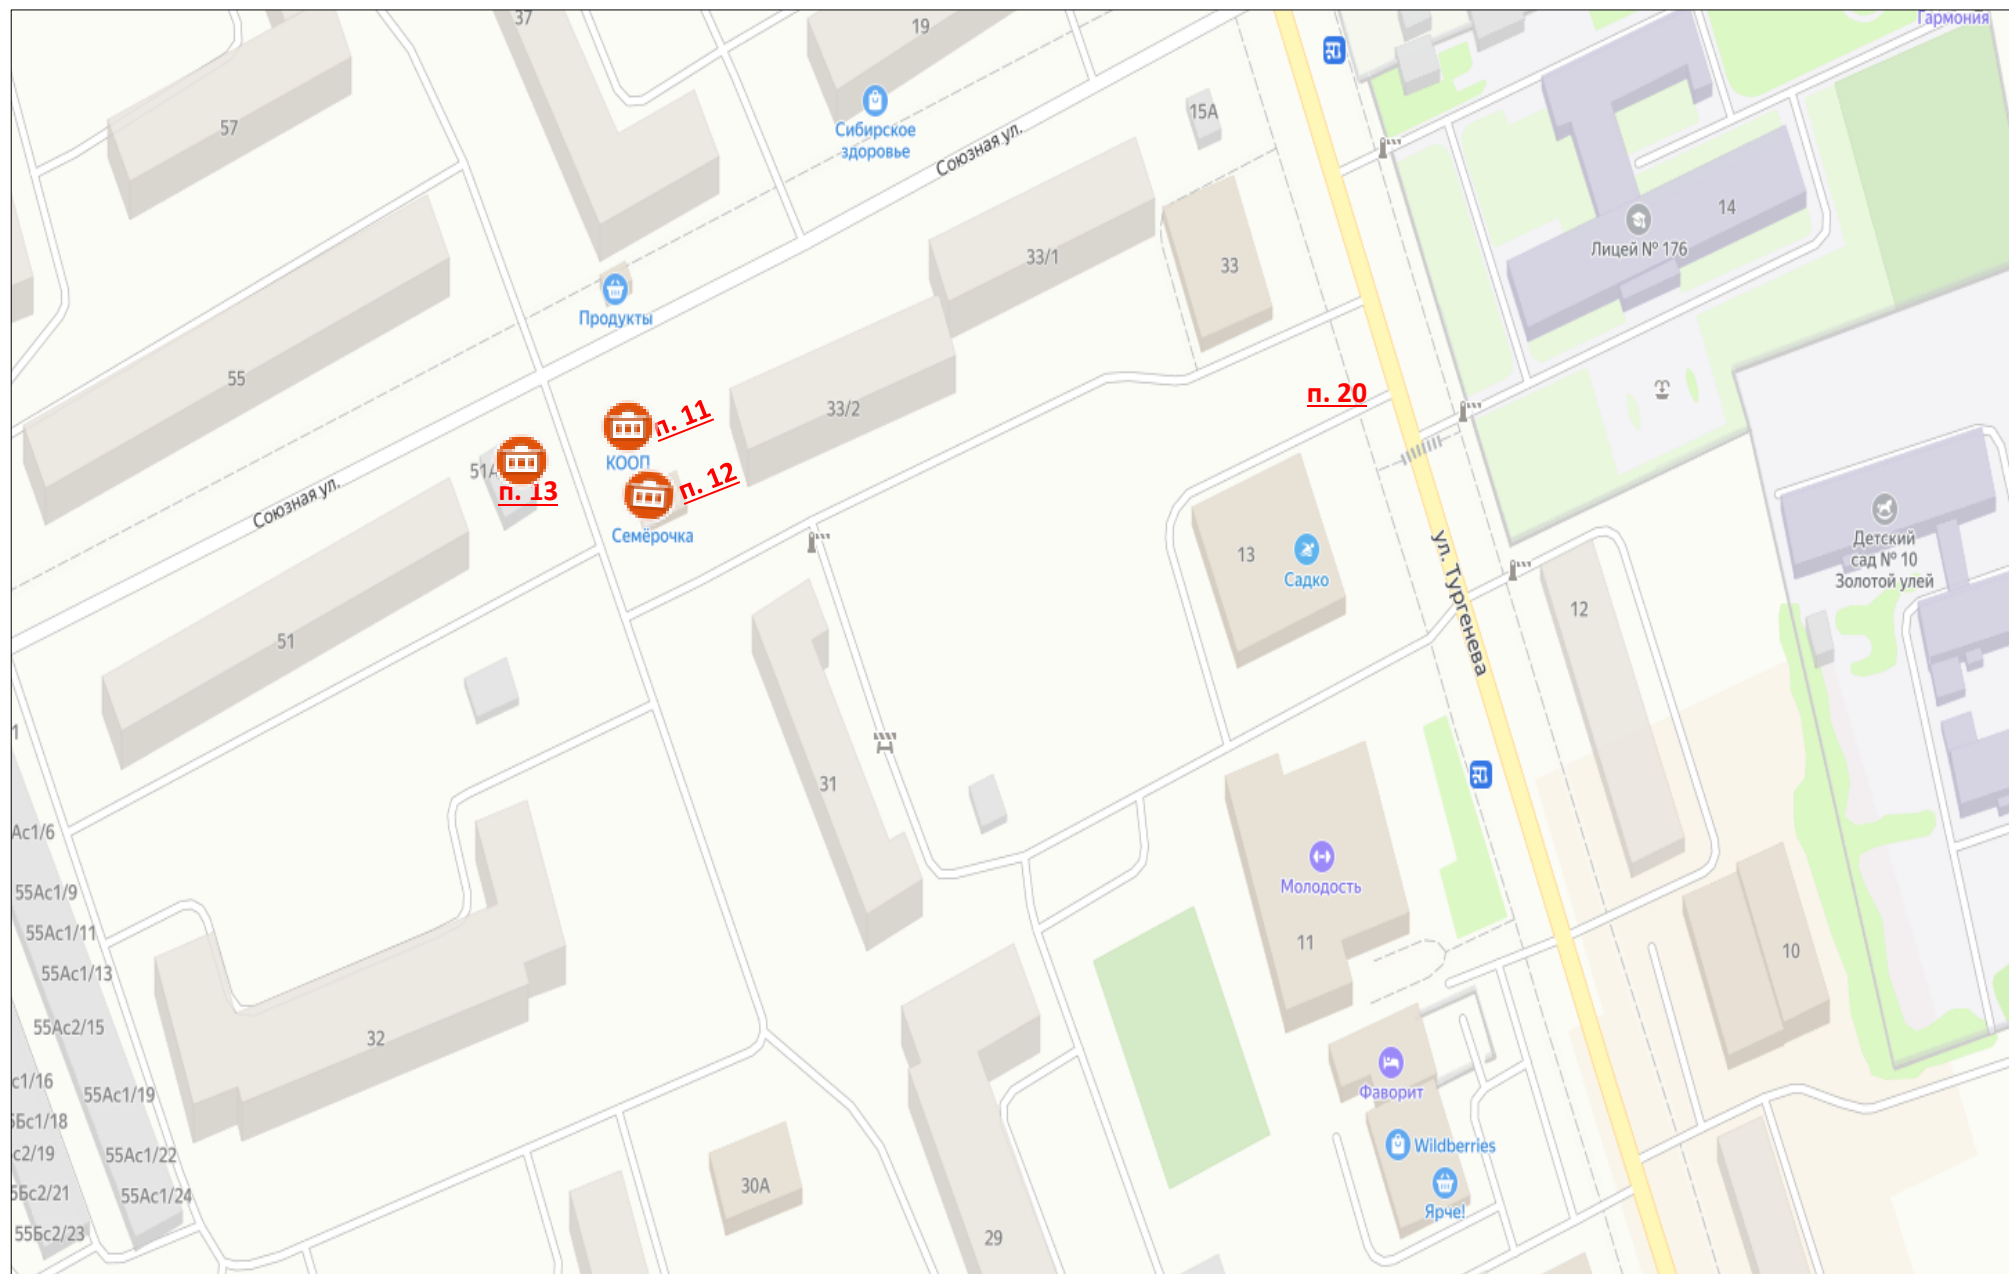 37
19
Гармония
57
Сибирское
здоровье
15А
Союзная ул.
14
Лицей № 176
33/1
33
Продукты
55
33/2
п. 11
п. 20
КООП
51А
п. 13
п. 12
Семёрочка
Союзная ул.
13
Садко
ул. Тургенева
Детский
сад № 10
Золотой улей
12
51
31
Ас1/6
Молодость
11
10
55Ас1/9
55Ас1/11
55Ас1/13
55Ас2/15
32
с1/16
55Ас1/19
Фаворит
5Бс1/18
Wildberries
с2/19
55Ас1/22
30А
Ярче!
5Бс2/21
55Ас1/24
55Бс2/23
29